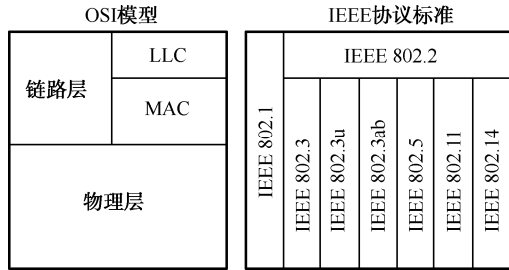 OSI模型
IEEE协议标准
链路层
LLC
MAC
物理层
IEEE 802.1
IEEE 802.2
IEEE 802.3
IEEE 802.3u
IEEE 802.3ab
IEEE 802.5
IEEE 802.11
IEEE 802.14